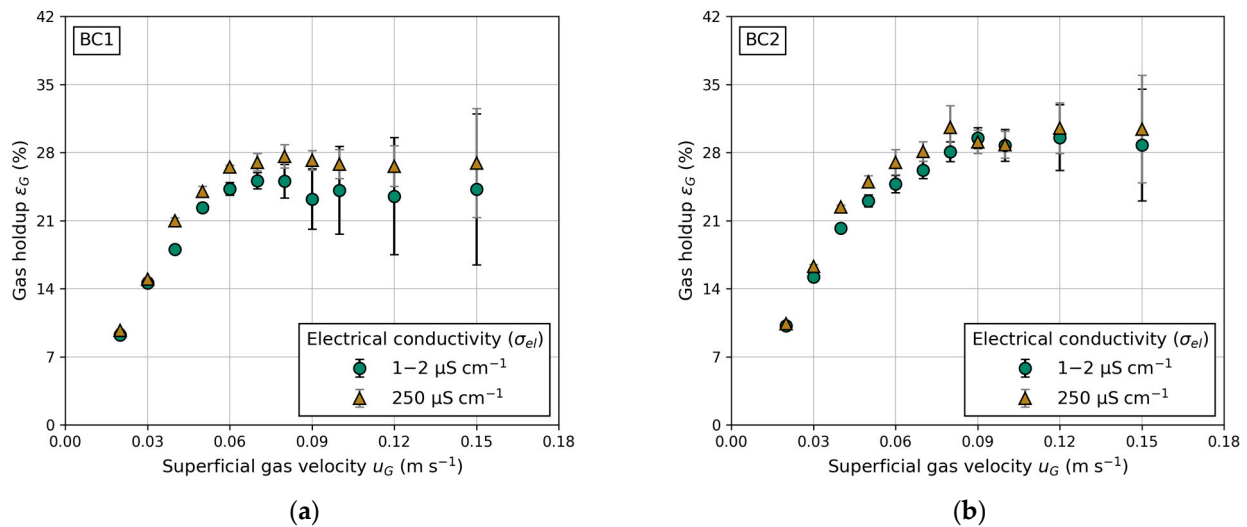 BC1
42
35
28
21
14
7
0
Gas holdup ε_G (%)
0.00 0.03 0.06 0.09 0.12 0.15 0.18
Superficial gas velocity u_G (m s⁻¹)
Electrical conductivity (σ_el)
1−2 μS cm⁻¹
250 μS cm⁻¹
(a)
BC2
42
35
28
21
14
7
0
Gas holdup ε_G (%)
0.00 0.03 0.06 0.09 0.12 0.15 0.18
Superficial gas velocity u_G (m s⁻¹)
Electrical conductivity (σ_el)
1−2 μS cm⁻¹
250 μS cm⁻¹
(b)